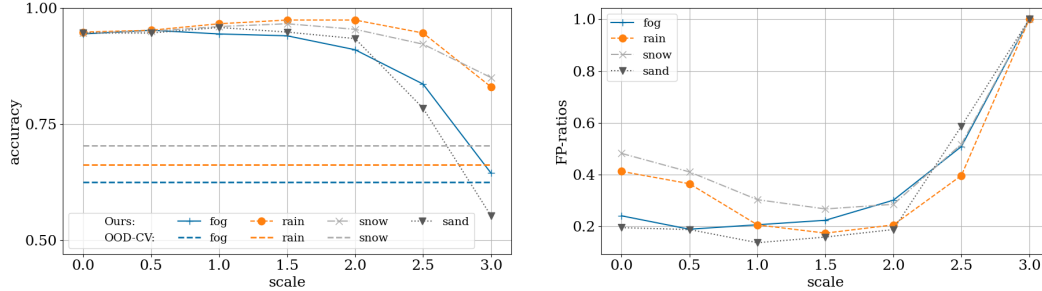 1.00
0.75
0.50
accuracy
Ours: fog rain snow sand
OOD-CV: fog rain snow
0.0 0.5 1.0 1.5 2.0 2.5 3.0
scale
1.0
0.8
0.6
0.4
0.2
FP-ratios
fog
rain
snow
sand
0.0 0.5 1.0 1.5 2.0 2.5 3.0
scale